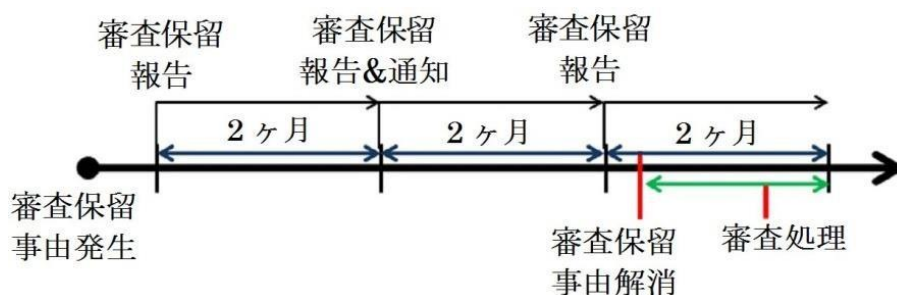 審査保留
報告
審査保留
報告&通知
審査保留
報告
2 ヶ月
2 ヶ月
2 ヶ月
審査保留
事由発生
審査保留
事由解消
審査処理